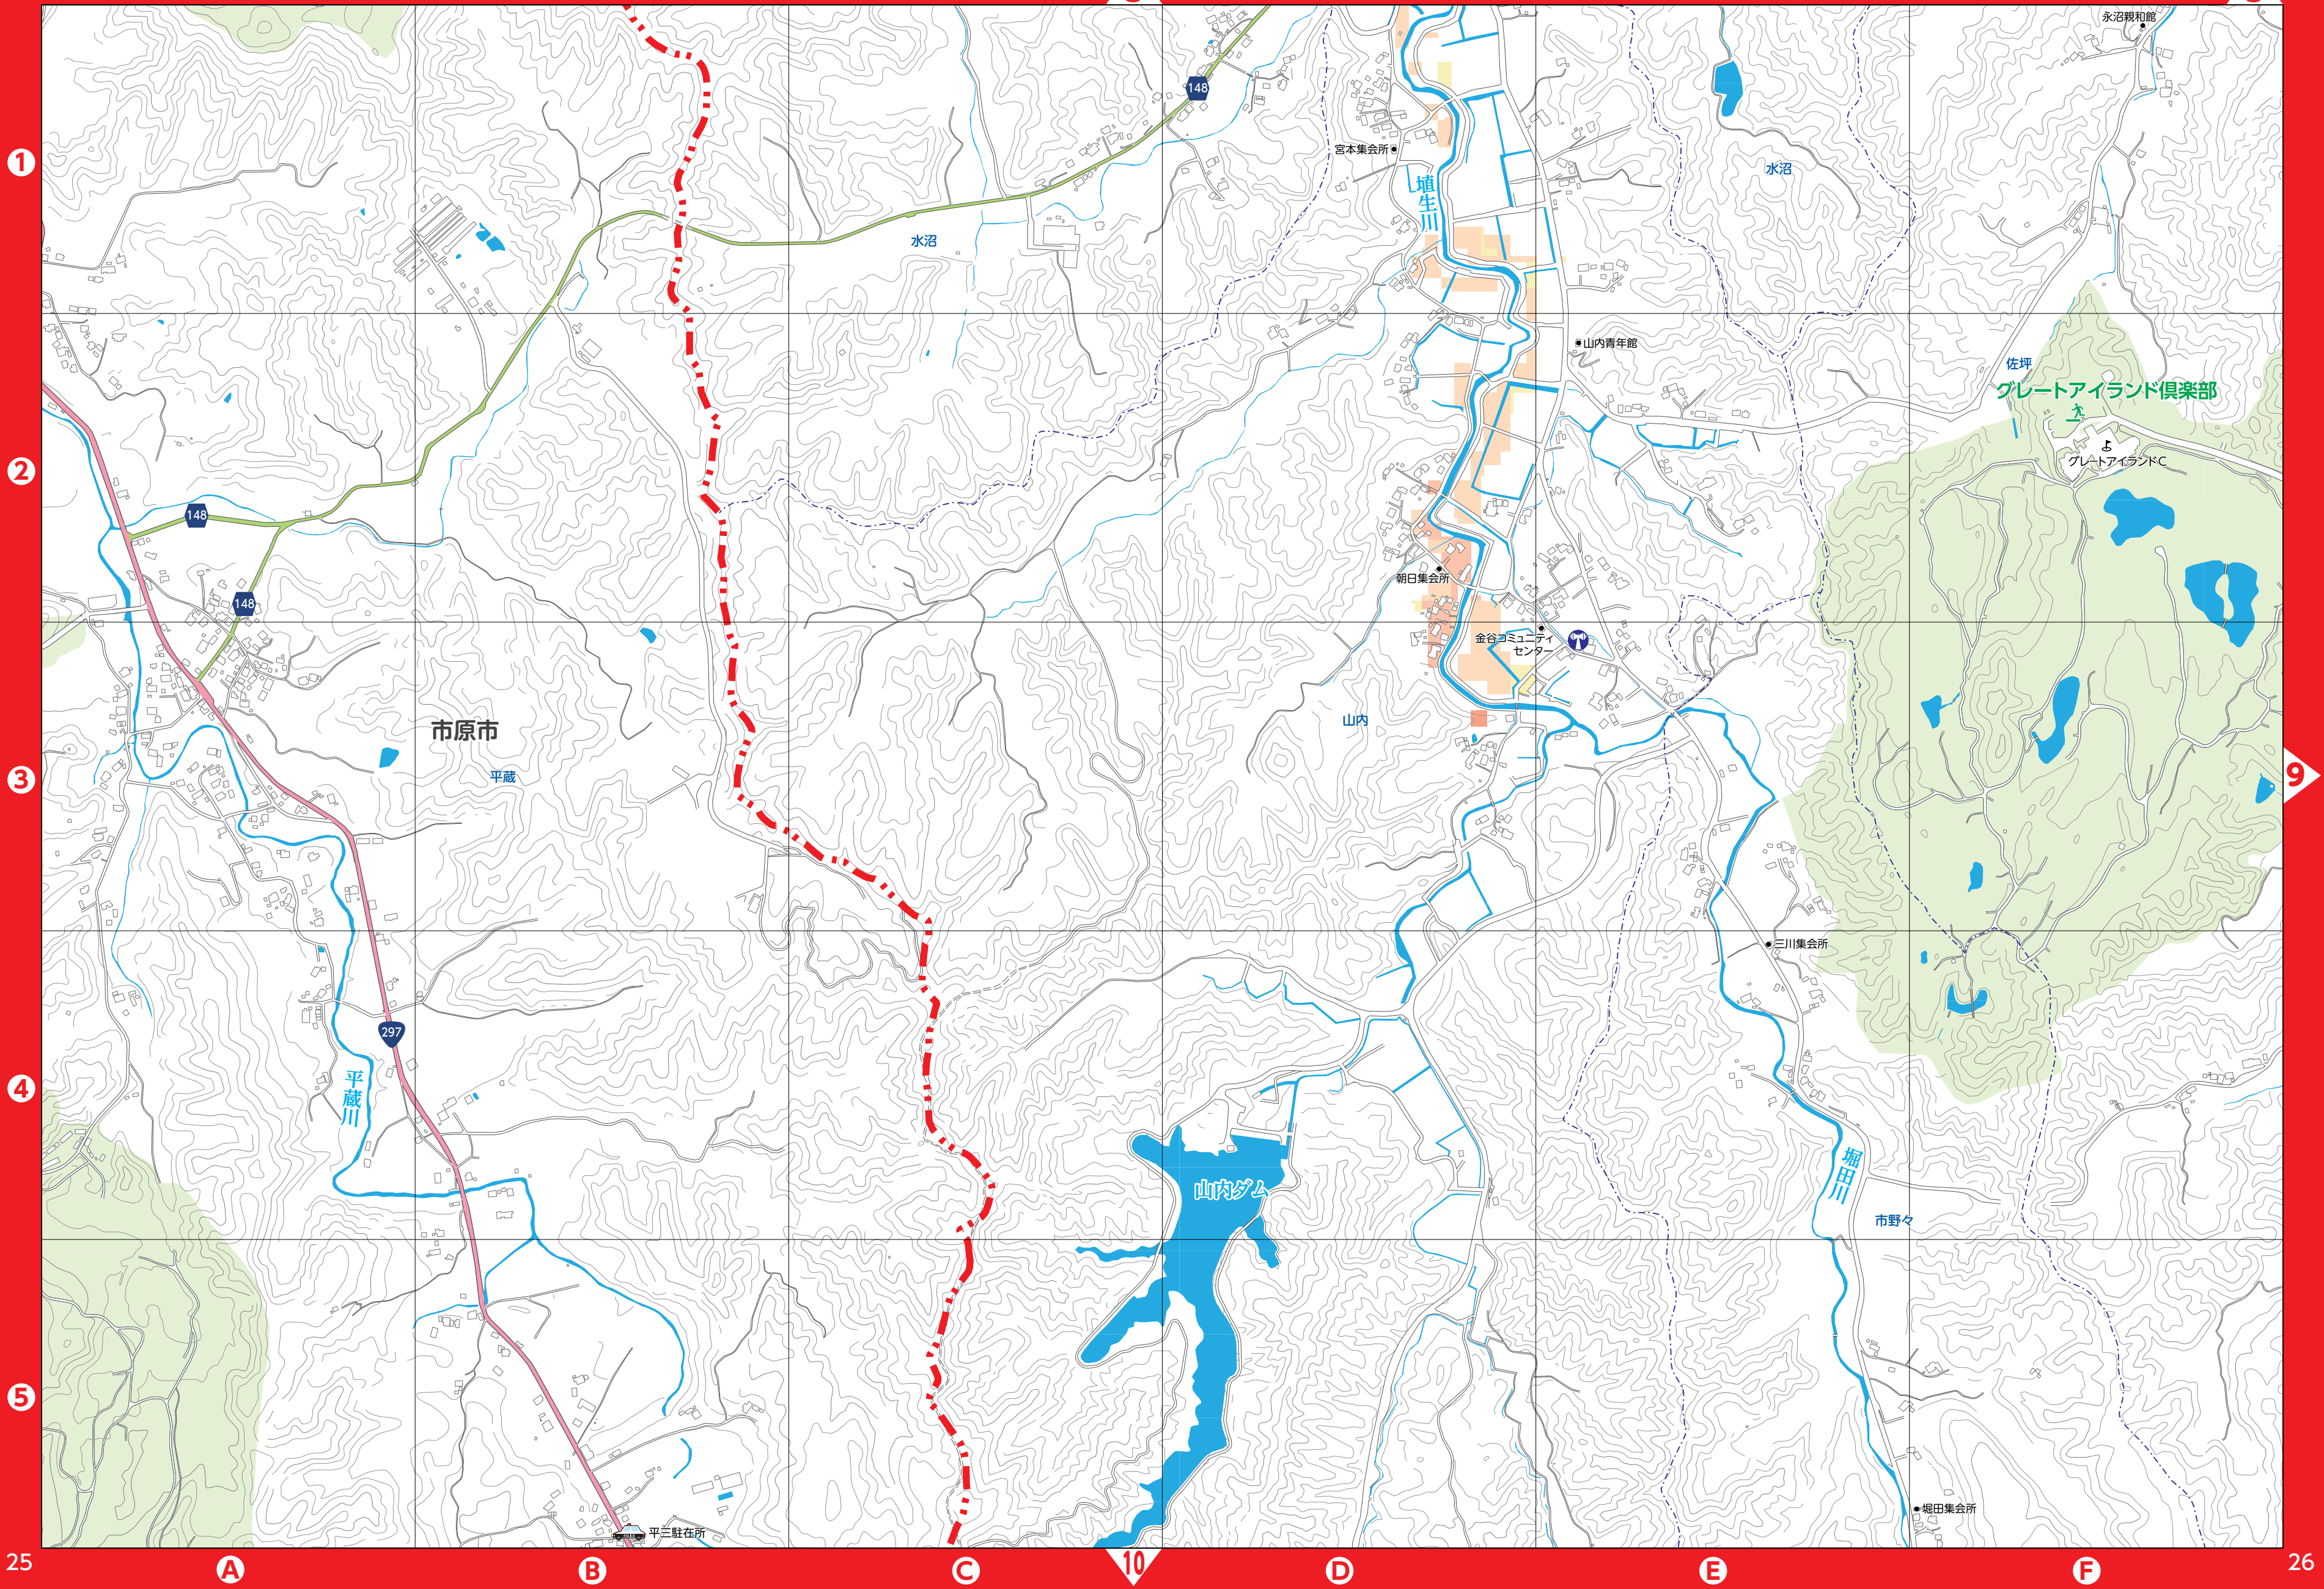 永沼親和館
148
宮本集会所
1
水沼
埴生川
水沼
山内青年館
佐坪
グレートアイランド倶楽部
グレートアイランドC
2
148
朝日集会所
148
金谷コミュニティ
センター
山内
市原市
平蔵
3
9
三川集会所
297
4
平蔵川
堀田川
山内ダム
市野々
5
堀田集会所
平三駐在所
25
A
B
C
10
D
E
F
26